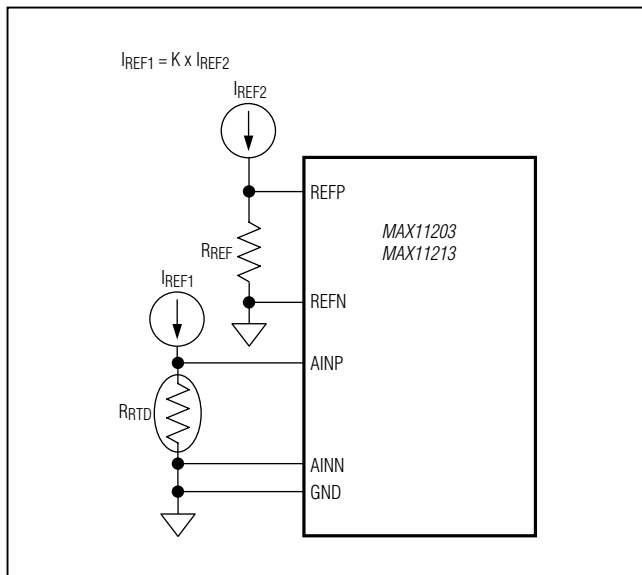 IREF1 = K x IREF2
IREF2
REFP
MAX11203
MAX11213
RREF
REFN
IREF1
AINP
RRTD
AINN
GND